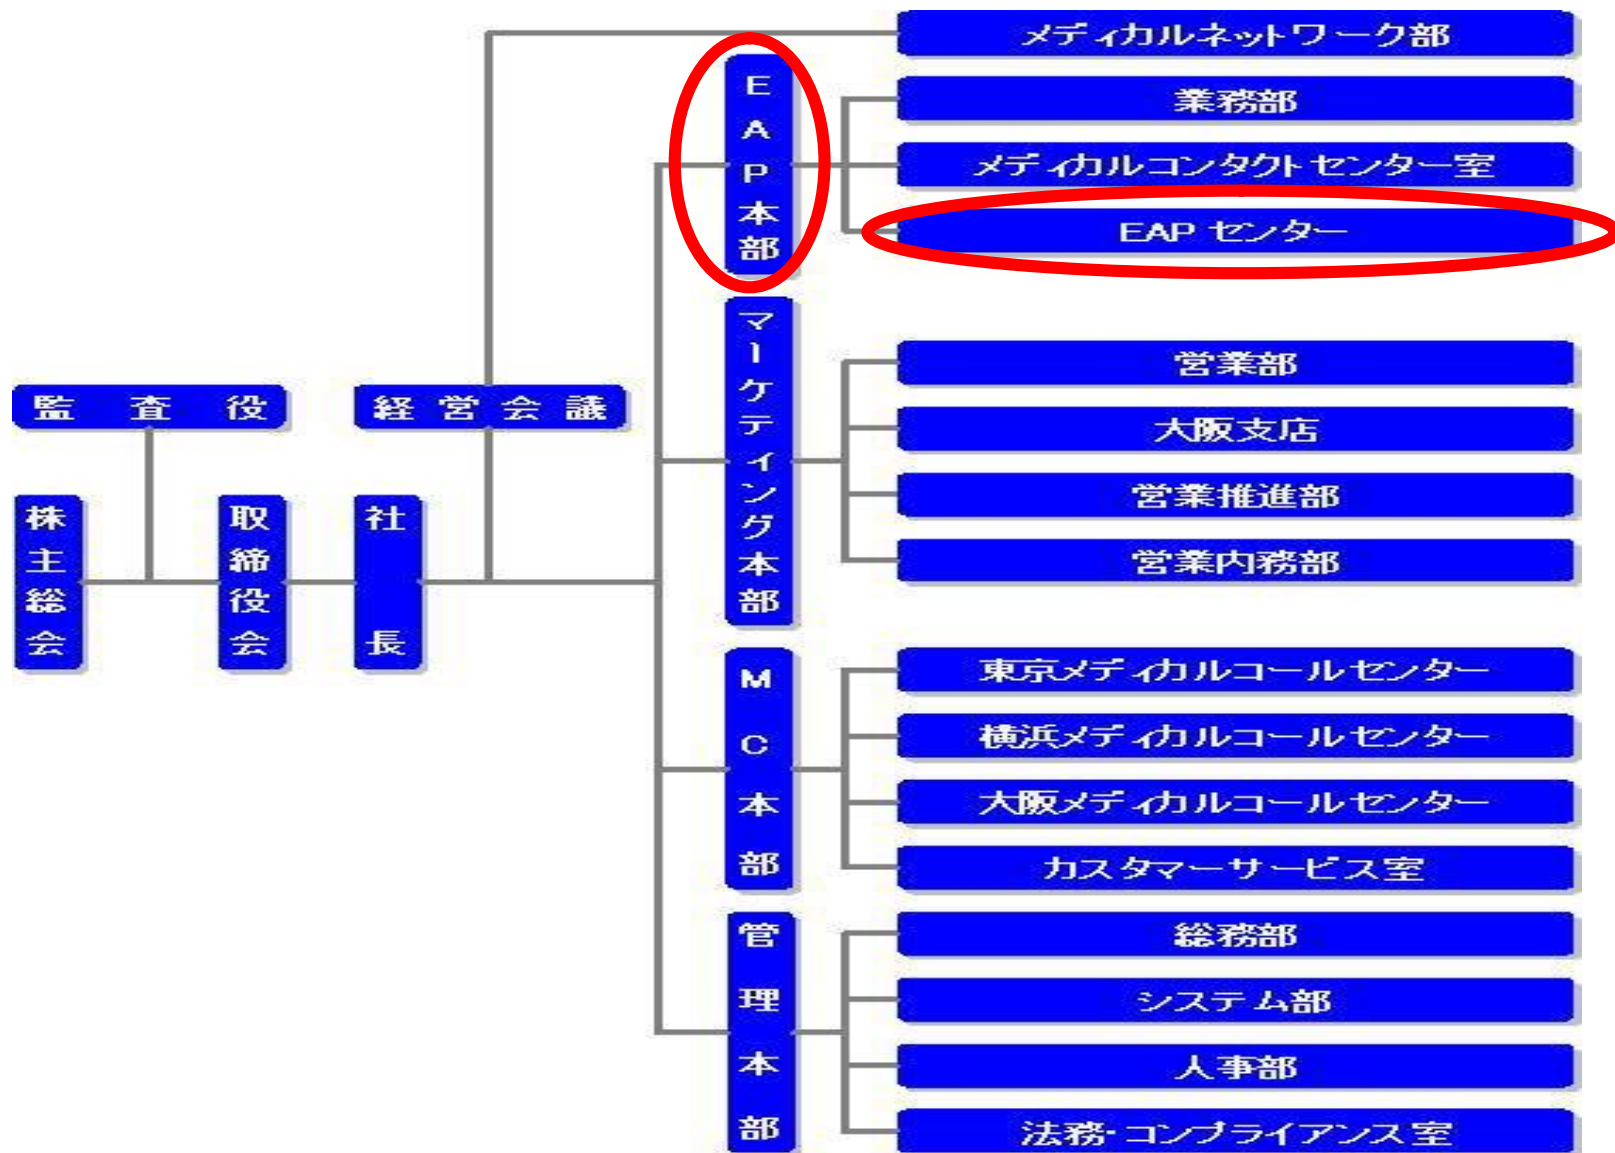 メディカルネットワーク部
EAP本部
業務部
メディカルコンタクトセンター室
EAP センター
マーケティング本部
営業部
大阪支店
営業推進部
営業内務部
監査役
経営会議
株主総会
取締役会
社長
MC本部
東京メディカルコールセンター
横浜メディカルコールセンター
大阪メディカルコールセンター
カスタマーサービス室
管理本部
総務部
システム部
人事部
法務・コンプライアンス室